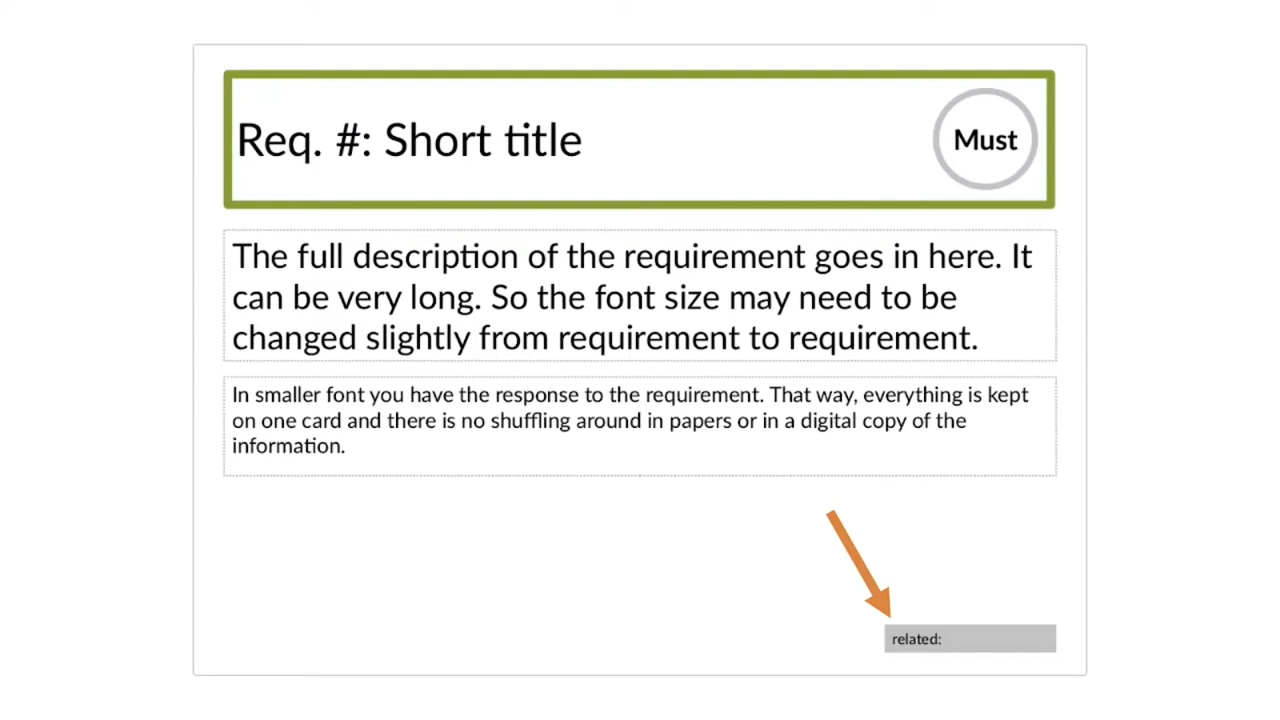 Req. #: Short title
Must
The full description of the requirement goes in here. It
can be very long. So the font size may need to be
changed slightly from requirement to requirement.
In smaller font you have the response to the requirement. That way, everything is kept
on one card and there is no shuffling around in papers or in a digital copy of the
information.
related: